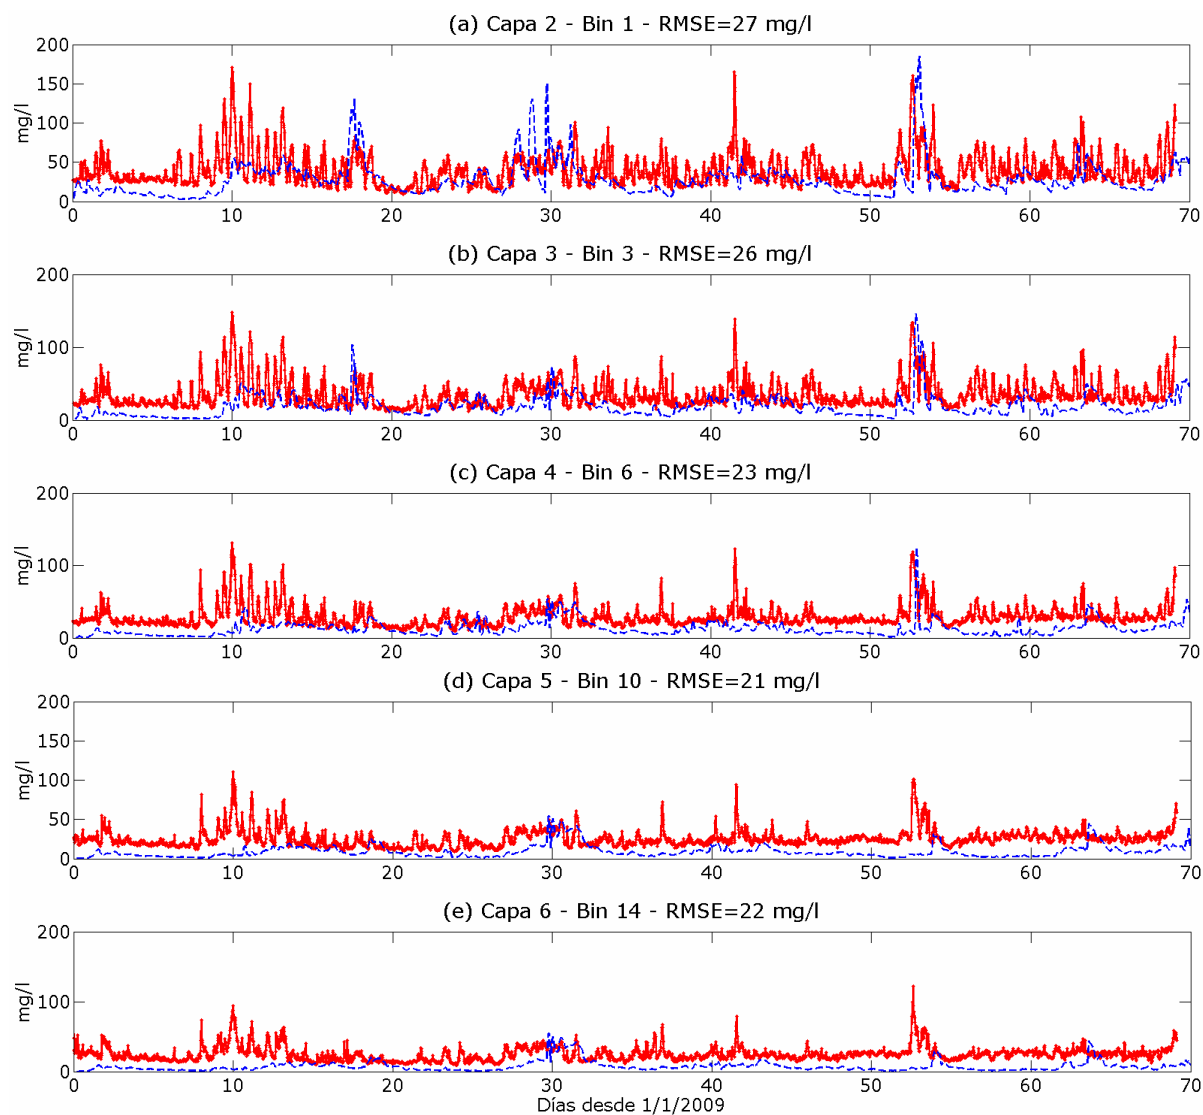 (a) Capa 2 - Bin 1 - RMSE=27 mg/l
200
150
100
50
0
mg/l
0 10 20 30 40 50 60 70
(b) Capa 3 - Bin 3 - RMSE=26 mg/l
200
100
0
mg/l
0 10 20 30 40 50 60 70
(c) Capa 4 - Bin 6 - RMSE=23 mg/l
200
100
0
mg/l
0 10 20 30 40 50 60 70
(d) Capa 5 - Bin 10 - RMSE=21 mg/l
200
150
100
50
0
mg/l
0 10 20 30 40 50 60 70
(e) Capa 6 - Bin 14 - RMSE=22 mg/l
200
100
0
mg/l
0 10 20 30 40 50 60 70
Días desde 1/1/2009